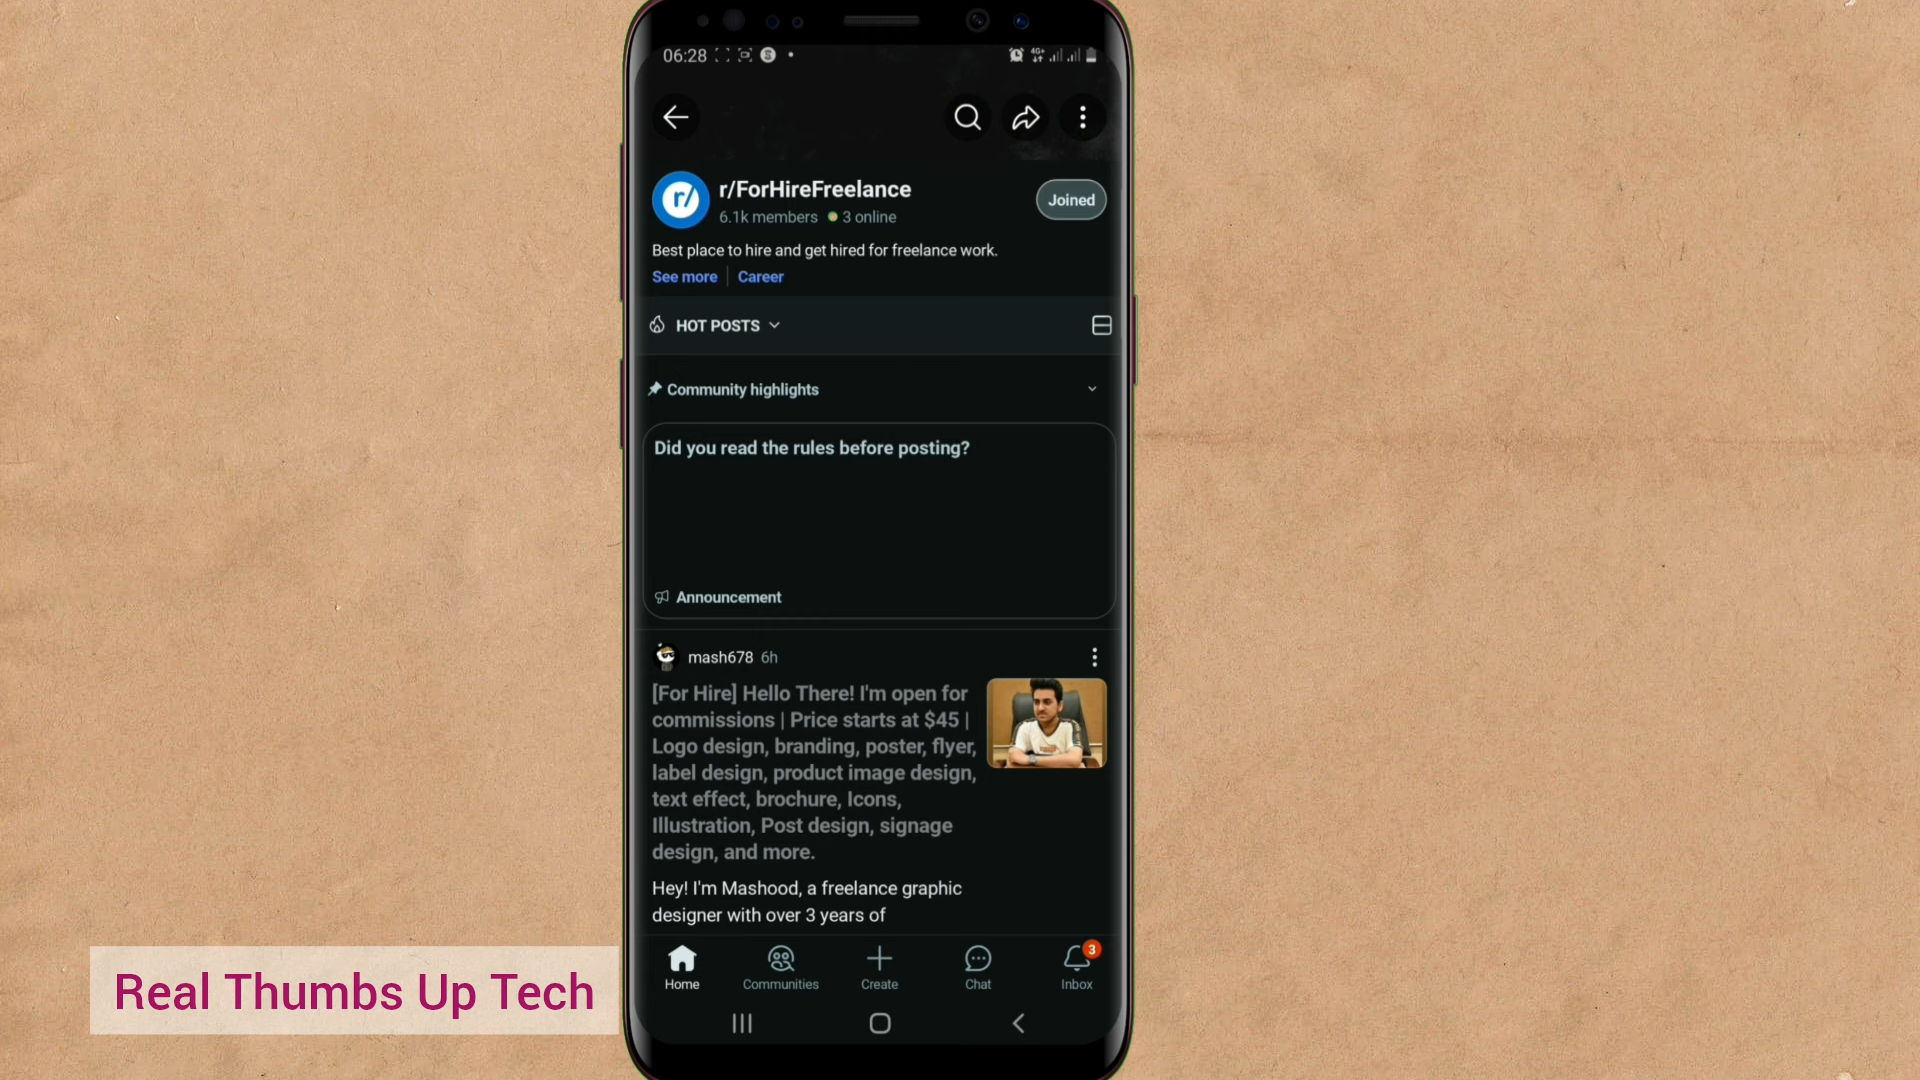 06:28
4G+
r/
r/ForHireFreelance
6.1k members 3 online
Joined
Best place to hire and get hired for freelance work.
See more | Career
HOT POSTS
Community highlights
Did you read the rules before posting?
Announcement
mash678 6h
[For Hire] Hello There! I'm open for
commissions | Price starts at $45 |
Logo design, branding, poster, flyer,
label design, product image design,
text effect, brochure, Icons,
Illustration, Post design, signage
design, and more.
Hey! I'm Mashood, a freelance graphic
designer with over 3 years of
3
Home Communities Create Chat Inbox
Real Thumbs Up Tech